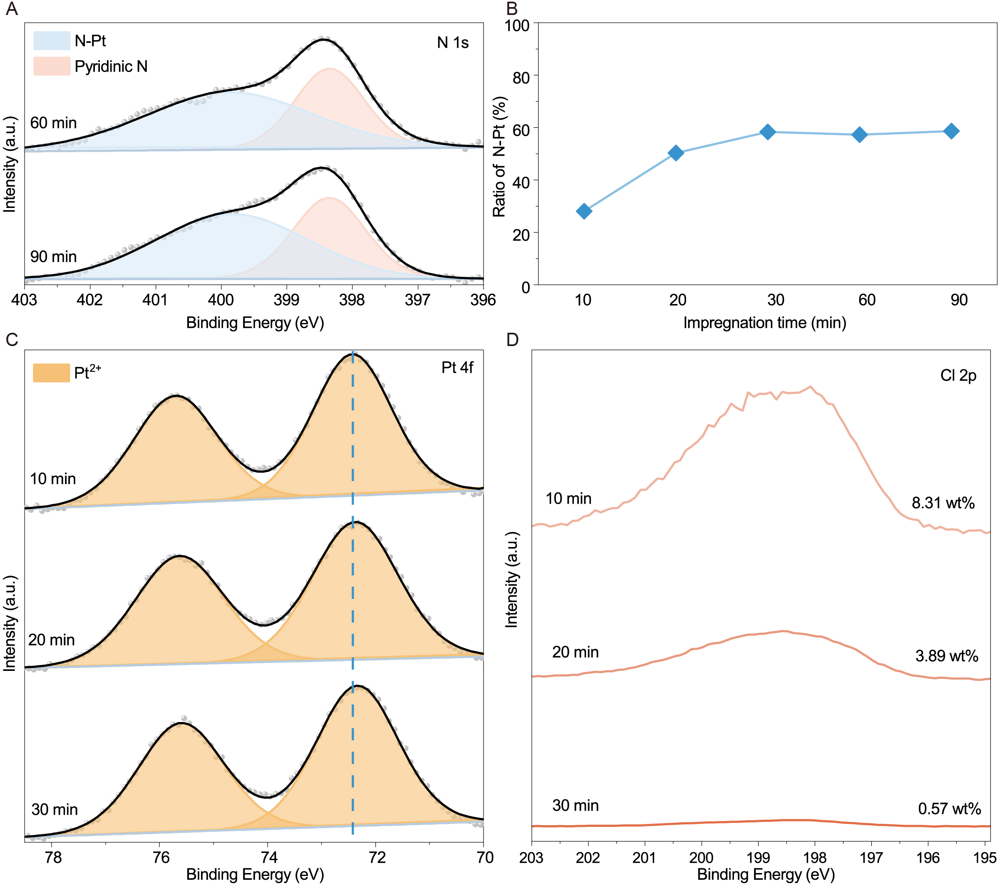 A
N-Pt
Pyridinic N
N 1s
60 min
90 min
Intensity (a.u.)
403 402 401 400 399 398 397 396
Binding Energy (eV)
B
100
80
60
40
20
0
Ratio of N-Pt (%)
10 20 30 60 90
Impregnation time (min)
C
Pt²⁺
Pt 4f
10 min
20 min
30 min
Intensity (a.u.)
78 76 74 72 70
Binding Energy (eV)
D
Cl 2p
10 min 8.31 wt%
20 min 3.89 wt%
30 min 0.57 wt%
Intensity (a.u.)
203 202 201 200 199 198 197 196 195
Binding Energy (eV)